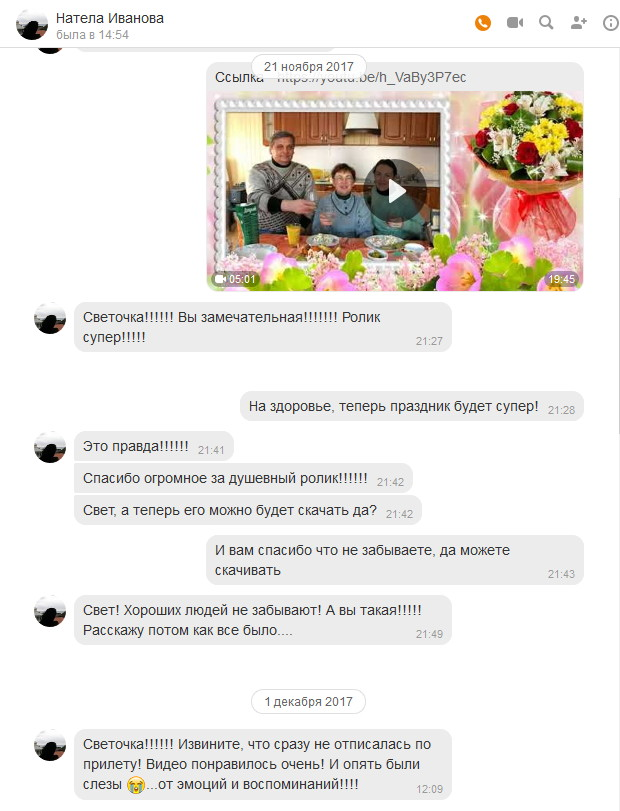 Натела Иванова
была в 14:54
21 ноября 2017
Ссылка https://youtu.be/h_VaBy3P7ec
05:01
19:45
Светочка!!!!!! Вы замечательная!!!!!!! Ролик
супер!!!!!
21:27
На здоровье, теперь праздник будет супер!
21:28
Это правда!!!!!!
21:41
Спасибо огромное за душевный ролик!!!!!!
21:42
Свет, а теперь его можно будет скачать да?
21:42
И вам спасибо что не забываете, да можете
скачивать
21:43
Свет! Хороших людей не забывают! А вы такая!!!!!
Расскажу потом как все было....
21:49
1 декабря 2017
Светочка!!!!!! Извините, что сразу не отписалась по
прилету! Видео понравилось очень! И опять были
слезы 😭...от эмоций и воспоминаний!!!!
12:09